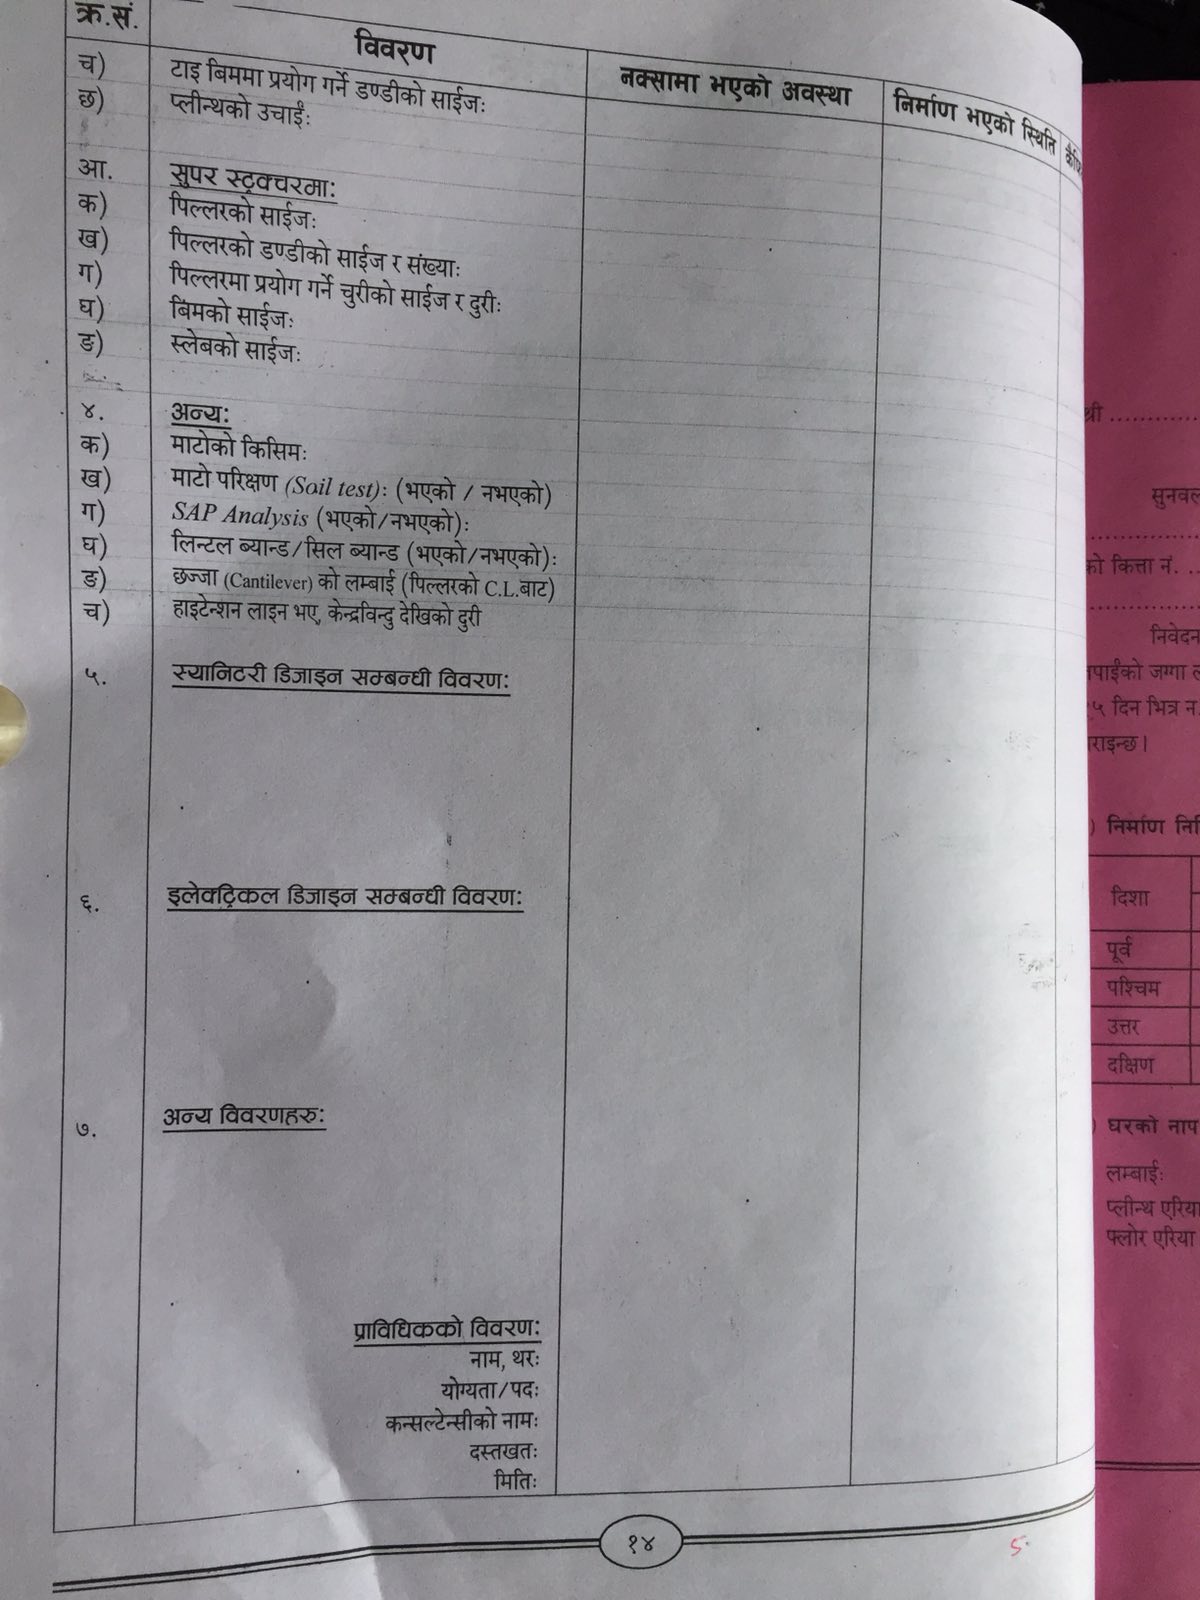 क्र.सं.
विवरण
नक्सामा भएको अवस्था
निर्माण भएको स्थिति
च) टाइ बिममा प्रयोग गर्ने डण्डीको साईजः
छ) प्लीन्थको उचाईंः
आ. सुपर स्ट्रक्चरमाः
क) पिल्लरको साईजः
ख) पिल्लरको डण्डीको साईज र संख्याः
ग) पिल्लरमा प्रयोग गर्ने चुरीको साईज र दुरीः
घ) बिमको साईजः
ङ) स्लेबको साईजः
४. अन्यः
क) माटोको किसिमः
ख) माटो परिक्षण (Soil test)ः (भएको / नभएको)
ग) SAP Analysis (भएको/नभएको)ः
घ) लिन्टल ब्यान्ड/सिल ब्यान्ड (भएको/नभएको)ः
ङ) छज्जा (Cantilever) को लम्बाई (पिल्लरको C.L.बाट)
च) हाइटेन्शन लाइन भए, केन्द्रविन्दु देखिको दुरी
५. स्यानिटरी डिजाइन सम्बन्धी विवरणः
६. इलेक्ट्रिकल डिजाइन सम्बन्धी विवरणः
७. अन्य विवरणहरुः
प्राविधिकको विवरणः
नाम, थरः
योग्यता/पदः
कन्सल्टेन्सीको नामः
दस्तखतः
मितिः
१४
5.
श्री ............
सुनवल
को कित्ता नं. ..
निवेदन
जग्गा
दिन भित्र न
) निर्माण
दिशा
पूर्व
पश्चिम
उत्तर
दक्षिण
) घरको नाप
लम्बाईः
प्लीन्थ एरिया
फ्लोर एरिया